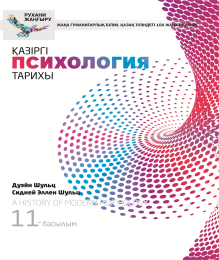 РУХАНИ
ЖАҢҒЫРУ
ЖАҢА ГУМАНИТАРЛЫҚ БІЛІМ. ҚАЗАҚ ТІЛІНДЕГІ 100 ЖАҢА ОҚУЛЫҚ
ҚАЗІРГІ
ПСИХОЛОГИЯ
ТАРИХЫ
Дуэйн Шульц
Сидней Эллен Шульц
A HISTORY OF MODERN PSYCHOLOGY
11-басылым